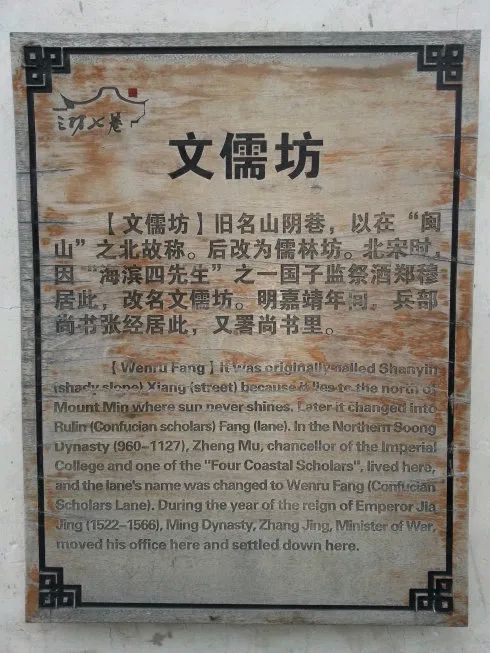 三坊七巷
文儒坊
【文儒坊】旧名山阴巷，以在“闽
山”之北故称。后改为儒林坊。北宋时，
因“海滨四先生”之一国子监祭酒郑穆
居此，改名文儒坊。明嘉靖年间，兵部
尚书张经居此，又署尚书里。
【Wenru Fang】It was originally called Shanyin
(shady slope) Xiang (street) because it lies to the north of
Mount Min where sun never shines. Later it changed into
Rulin (Confucian scholars) Fang (lane). In the Northern Soong
Dynasty (960-1127), Zheng Mu, chancellor of the Imperial
College and one of the "Four Coastal Scholars", lived here,
and the lane's name was changed to Wenru Fang (Confucian
Scholars Lane). During the year of the reign of Emperor Jia
Jing (1522-1566), Ming Dynasty, Zhang Jing, Minister of War,
moved his office here and settled down here.